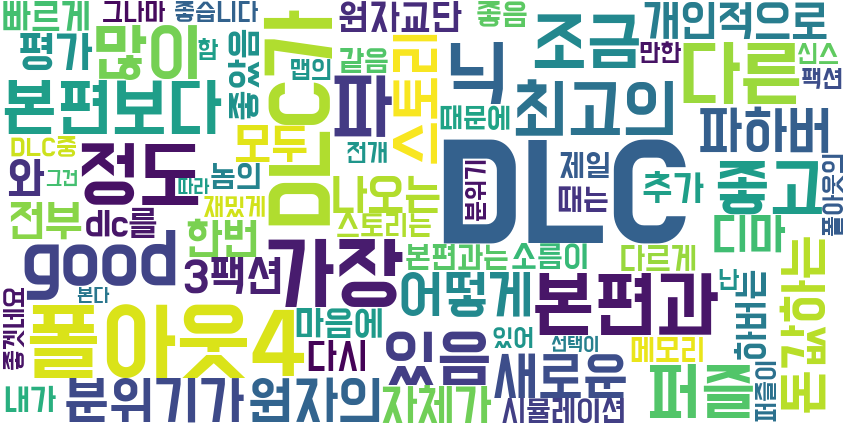 빠르게
그나마
좋습니다
원자교단
좋음
개인적으로
평가
많이
함
좋았음
맵의
같음
DLC가
파
스토리
늬
조금
만한
다른
신스
팩션
본편보다
때문에
최고의
파하버
DLC중
모두
전개
DLC
분위기
제일
때는
추가
좋고
폴아웃의
와
그건
정도
따라
놈의
재밌게
나오는
전부
dlc를
한번
스토리는
디마
good
3팩션
가장
본편과는
소름이
다르게
난
파하버를
누카월드
본다
좋겠네요
폴아웃4
마음에
어떻게
본편과
다시
있음
있어
선택이
메모리
새로운
퍼즐
퍼즐이
내가
분위기가
원자의
자체가
시뮬레이션